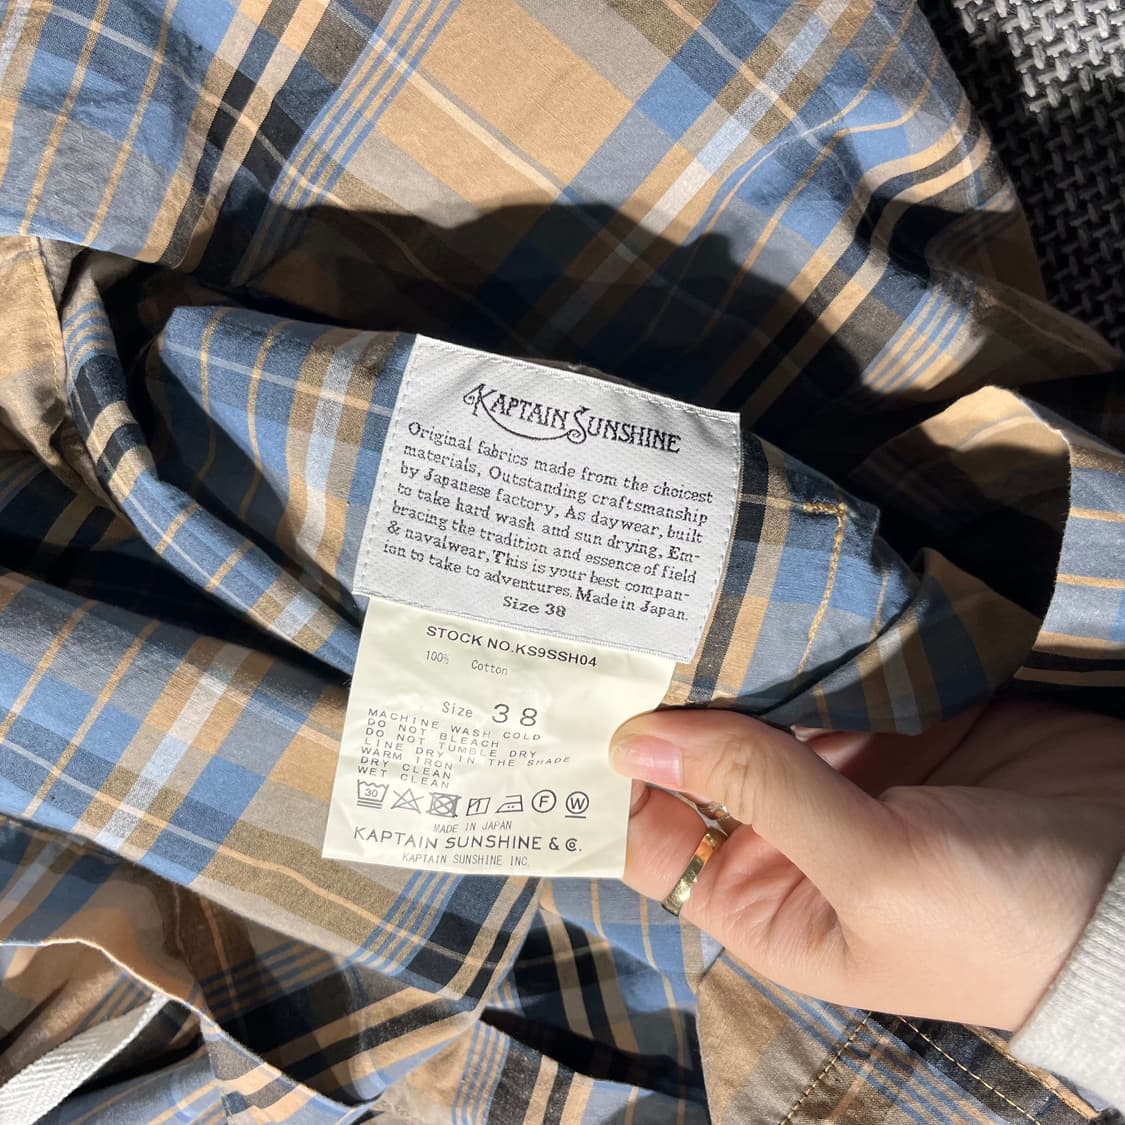 KAPTAIN SUNSHINE
Original fabrics made from the choicest
materials, Outstanding craftsmanship
by Japanese factory, As daywear, built
to take hard wash and sun drying, Em-
bracing the tradition and essence of field
& navalwear, This is your best compan-
ion to take to adventures. Made in Japan.
Size 38
STOCK NO.KS9SSH04
100% Cotton
Size 38
MACHINE WASH COLD
DO NOT BLEACH
DO NOT TUMBLE DRY
LINE DRY IN THE SHADE
WARM IRON
DRY CLEAN
WET CLEAN
30 F W
MADE IN JAPAN
KAPTAIN SUNSHINE & Co.
KAPTAIN SUNSHINE INC.